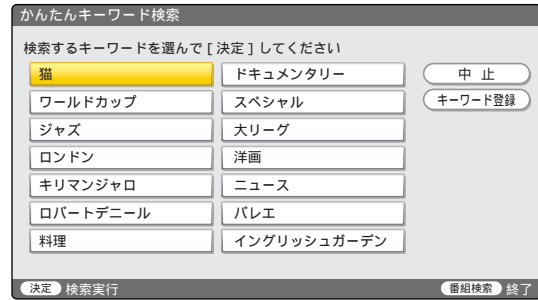 かんたんキーワード検索
検索するキーワードを選んで [ 決定 ] してください
猫
ドキュメンタリー
中 止
ワールドカップ
スペシャル
キーワード登録
ジャズ
大リーグ
ロンドン
洋画
キリマンジャロ
ニュース
ロバートデニール
バレエ
料理
イングリッシュガーデン
決定 検索実行
番組検索 終了